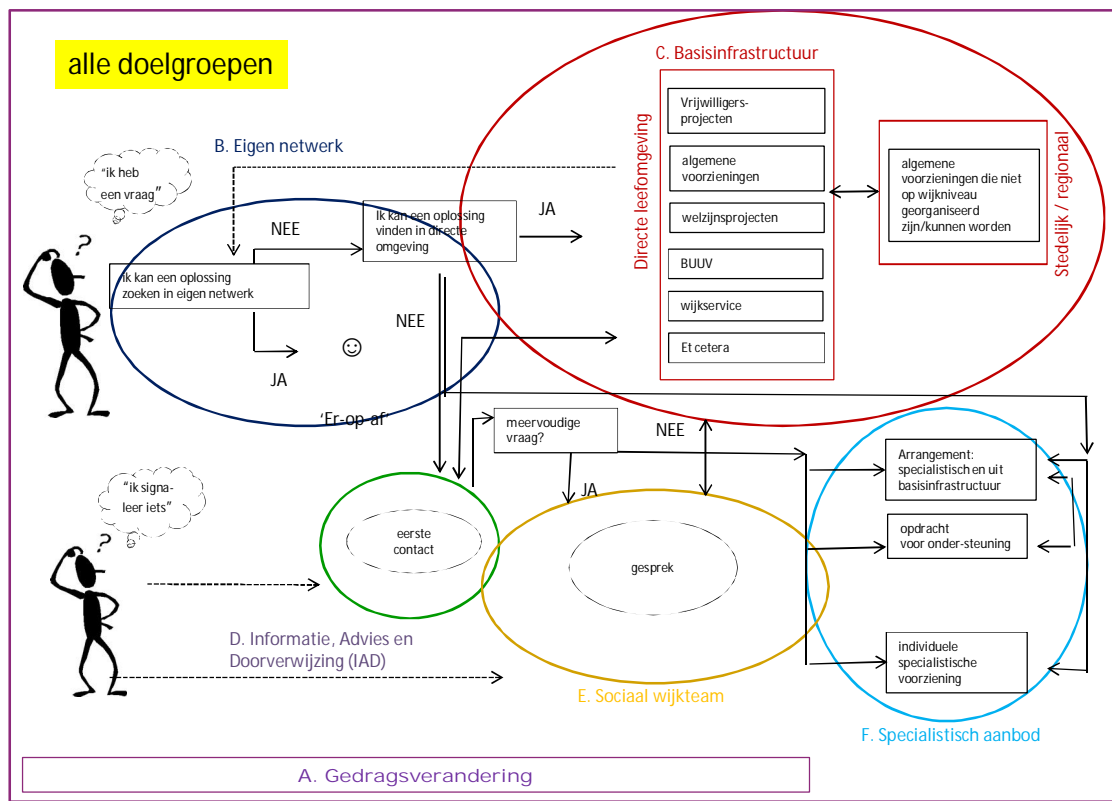 alle doelgroepen
C. Basisinfrastructuur
Directe leefomgeving
Vrijwilligers-
projecten
algemene
voorzieningen
welzijnsprojecten
BUUV
wijkservice
Et cetera
algemene
voorzieningen die niet
op wijkniveau
georganiseerd
zijn/kunnen worden
Stedelijk / regionaal
B. Eigen netwerk
"ik heb
een vraag"
?
NEE
Ik kan een oplossing
vinden in directe
omgeving
JA
ik kan een oplossing
zoeken in eigen netwerk
NEE
JA
'Er-op af'
meervoudige
vraag?
NEE
JA
"ik signa-
leer iets"
?
eerste
contact
gesprek
Arrangement:
specialistisch en uit
basisinfrastructuur
opdracht
voor onder-steuning
individuele
specialistische
voorziening
D. Informatie, Advies en
Doorverwijzing (IAD)
E. Sociaal wijkteam
F. Specialistisch aanbod
A. Gedragsverandering